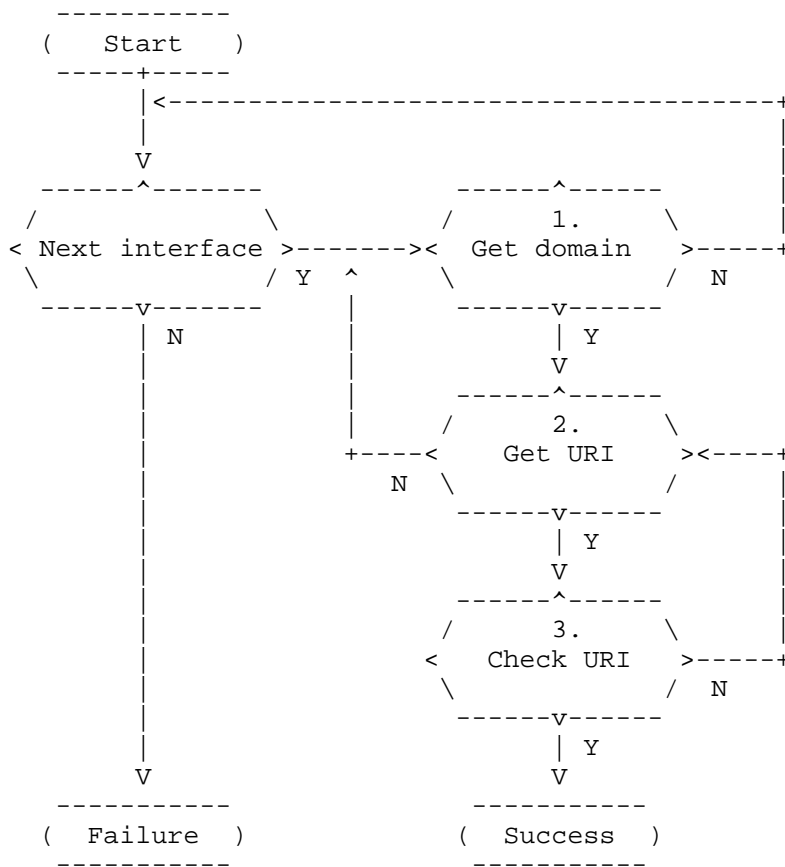 Start
Next interface
Y
N
1.
Get domain
N
Y
2.
Get URI
N
Y
3.
Check URI
N
Y
Failure
Success